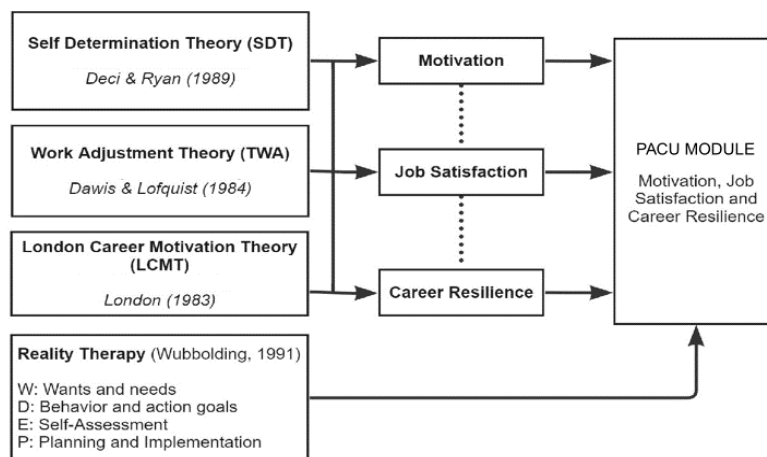 Self Determination Theory (SDT)
Deci & Ryan (1989)
Work Adjustment Theory (TWA)
Dawis & Lofquist (1984)
London Career Motivation Theory
(LCMT)
London (1983)
Reality Therapy (Wubbolding, 1991)
W: Wants and needs
D: Behavior and action goals
E: Self-Assessment
P: Planning and Implementation
Motivation
Job Satisfaction
Career Resilience
PACU MODULE
Motivation, Job
Satisfaction and
Career Resilience